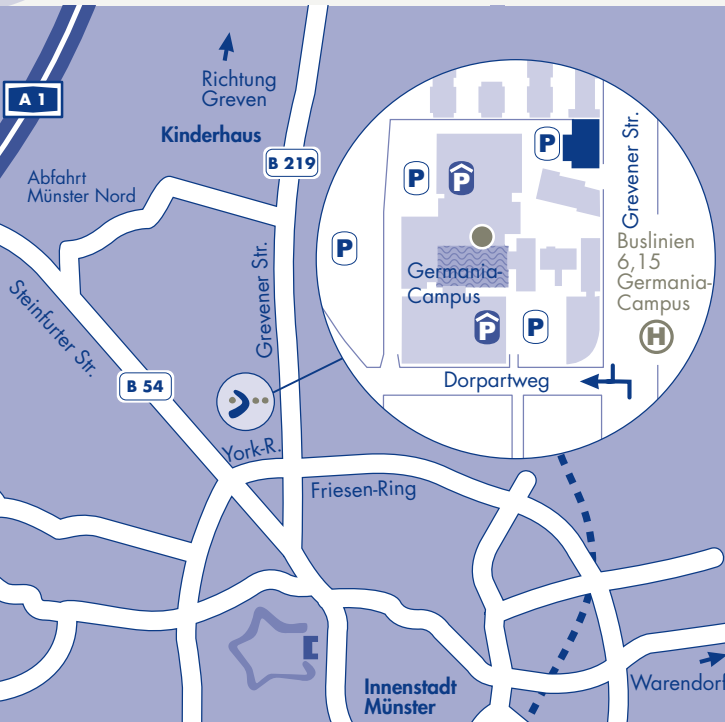 A 1
Richtung
Greven
Kinderhaus
B 219
Abfahrt
Münster Nord
Steinfurter Str.
B 54
Grevener Str.
York-R.
Friesen-Ring
P
P
P
P
P
P
Grevener Str.
Buslinien
6,15
Germania-
Campus
H
Germania-
Campus
Dorpartweg
Innenstadt
Münster
Warendorf